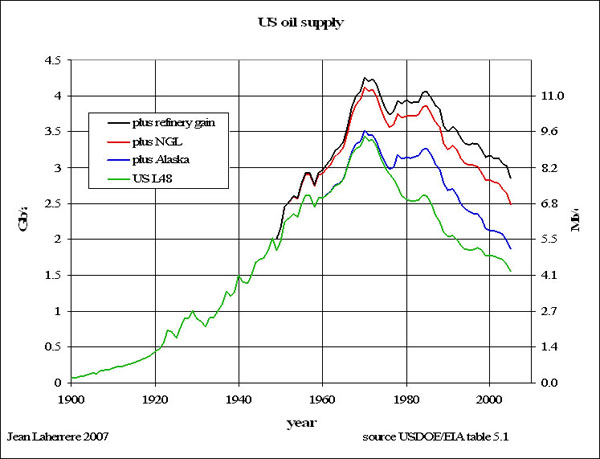 US oil supply
4.5
4
3.5
3
2.5
2
1.5
1
0.5
0
Gb/a
11.0
9.6
8.2
6.8
5.5
4.1
2.7
1.4
0.0
Mb/d
plus refinery gain
plus NGL
plus Alaska
US L48
1900 1920 1940 1960 1980 2000
year
Jean Laherrere 2007 source USDOE/EIA table 5.1